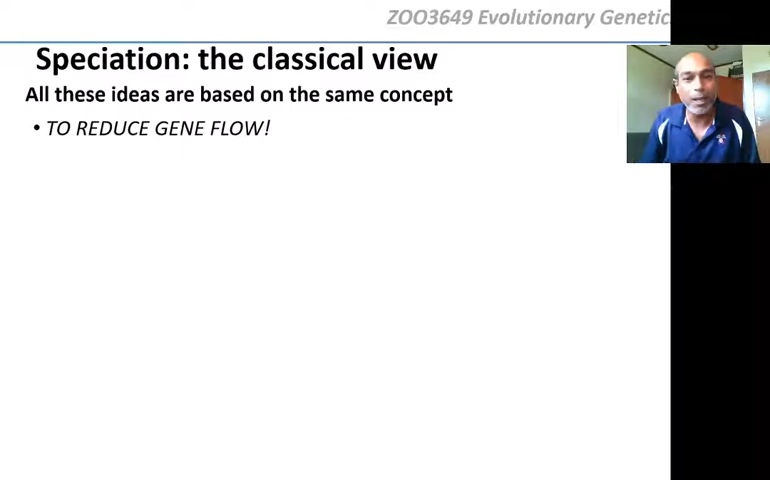 ZOO3649 Evolutionary Genetic
Speciation: the classical view
All these ideas are based on the same concept
• TO REDUCE GENE FLOW!